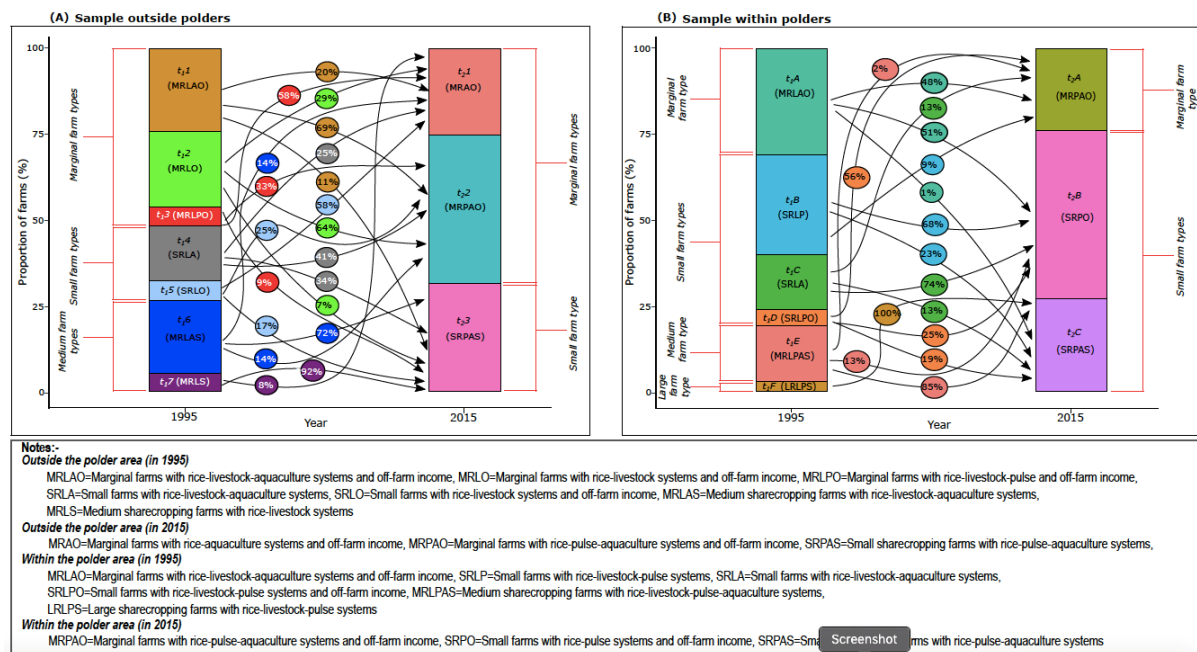 (A) Sample outside polders
(B) Sample within polders
Proportion of farms (%)
100
75
50
25
0
Marginal farm types
Small farm types
Medium farm types
t₁1 (MRLAO)
t₁2 (MRLO)
t₁3 (MRLPO)
t₁4 (SRLA)
t₁5 (SRLO)
t₁6 (MRLAS)
t₁7 (MRLS)
20%
58%
29%
69%
25%
14%
33%
11%
58%
25%
64%
41%
9%
34%
7%
17%
72%
14%
92%
8%
t₂1 (MRAO)
t₂2 (MRPAO)
t₂3 (SRPAS)
Marginal farm types
Small farm type
1995
2015
Year
Proportion of farms (%)
100
75
50
25
0
Marginal farm type
Small farm types
Medium farm type
Large farm type
t₁A (MRLAO)
t₁B (SRLP)
t₁C (SRLA)
t₁D (SRLPO)
t₁E (MRLPAS)
t₁F (LRLPS)
2%
48%
13%
51%
9%
56%
1%
68%
23%
74%
100%
13%
25%
19%
13%
85%
t₂A (MRPAO)
t₂B (SRPO)
t₂C (SRPAS)
Marginal farm type
Small farm types
1995
2015
Year
Notes:-
Outside the polder area (in 1995)
MRLAO=Marginal farms with rice-livestock-aquaculture systems and off-farm income, MRLO=Marginal farms with rice-livestock systems and off-farm income, MRLPO=Marginal farms with rice-livestock-pulse and off-farm income,
SRLA=Small farms with rice-livestock-aquaculture systems, SRLO=Small farms with rice-livestock systems and off-farm income, MRLAS=Medium sharecropping farms with rice-livestock-aquaculture systems,
MRLS=Medium sharecropping farms with rice-livestock systems
Outside the polder area (in 2015)
MRAO=Marginal farms with rice-aquaculture systems and off-farm income, MRPAO=Marginal farms with rice-pulse-aquaculture systems and off-farm income, SRPAS=Small sharecropping farms with rice-pulse-aquaculture systems,
Within the polder area (in 1995)
MRLAO=Marginal farms with rice-livestock-aquaculture systems and off-farm income, SRLP=Small farms with rice-livestock-pulse systems, SRLA=Small farms with rice-livestock-aquaculture systems,
SRLPO=Small farms with rice-livestock-pulse systems and off-farm income, MRLPAS=Medium sharecropping farms with rice-livestock-pulse-aquaculture systems,
LRLPS=Large sharecropping farms with rice-livestock-pulse systems
Within the polder area (in 2015)
MRPAO=Marginal farms with rice-pulse-aquaculture systems and off-farm income, SRPO=Small farms with rice-pulse systems and off-farm income, SRPAS= Screenshot with rice-pulse-aquaculture systems